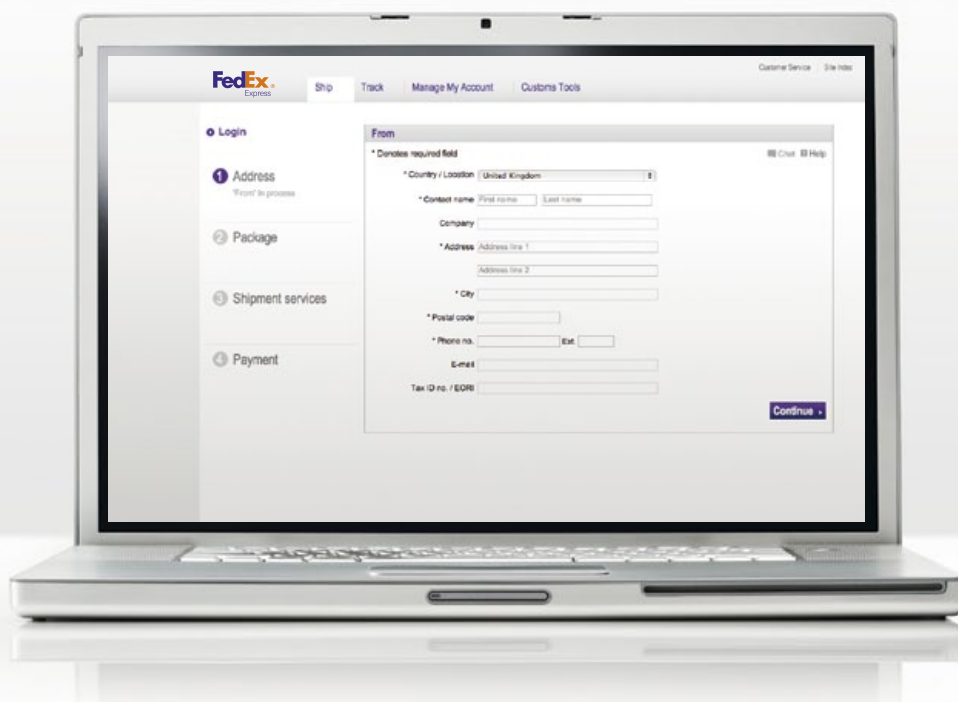 Customer Service Site Index
FedEx.
Express
Ship Track Manage My Account Customs Tools
Login
From
* Denotes required field
Chat Help
1 Address
'From' in process
* Country / Location United Kingdom
* Contact name First name Last name
Company
2 Package
* Address Address line 1
Address line 2
* City
3 Shipment services
* Postal code
* Phone no. Ext.
4 Payment
E-mail
Tax ID no. / EORI
Continue